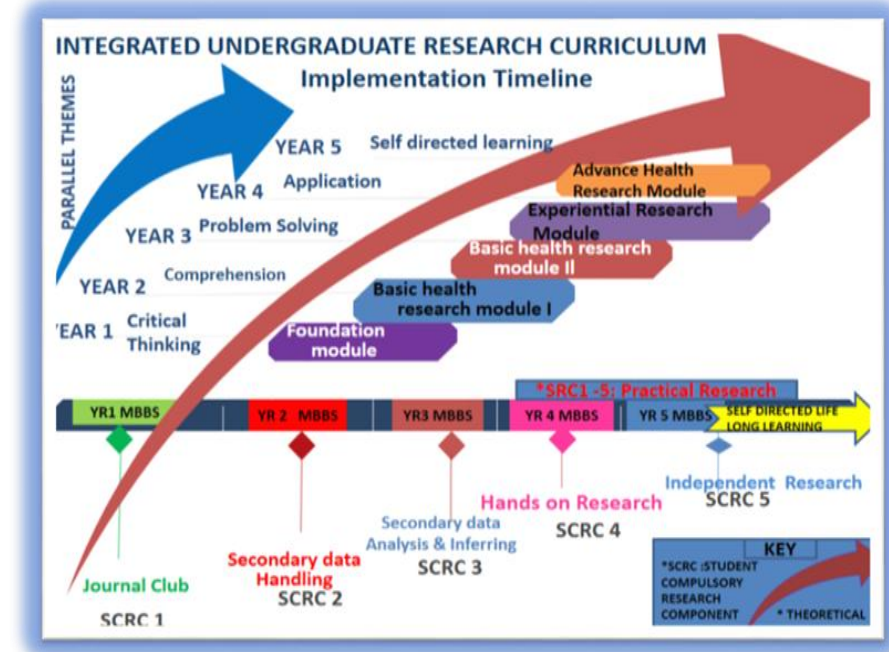 INTEGRATED UNDERGRADUATE RESEARCH CURRICULUM
Implementation Timeline
PARALLEL THEMES
YEAR 5 Self directed learning
YEAR 4 Application
YEAR 3 Problem Solving
YEAR 2 Comprehension
EAR 1 Critical
Thinking
Advance Health
Research Module
Experiential Research
Module
Basic health research
module II
Basic health
research module I
Foundation
module
*SRC1 -5: Practical Research
YR1 MBBS
YR 2 MBBS
YR3 MBBS
YR 4 MBBS
YR 5 MBBS
SELF DIRECTED LIFE
LONG LEARNING
Journal Club
SCRC 1
Secondary data
Handling
SCRC 2
Secondary data
Analysis & Inferring
SCRC 3
Hands on Research
SCRC 4
Independent Research
SCRC 5
KEY
*SCRC :STUDENT
COMPULSORY
RESEARCH
COMPONENT
* THEORETICAL